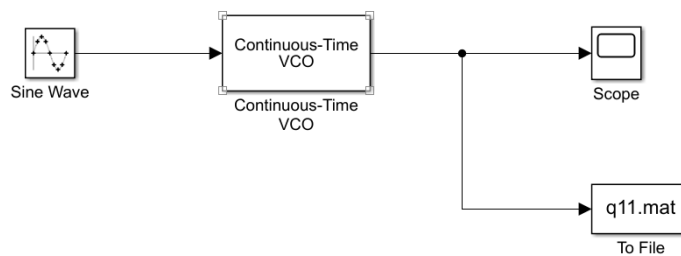 Sine Wave
Continuous-Time
VCO
Continuous-Time
VCO
Scope
q11.mat
To File